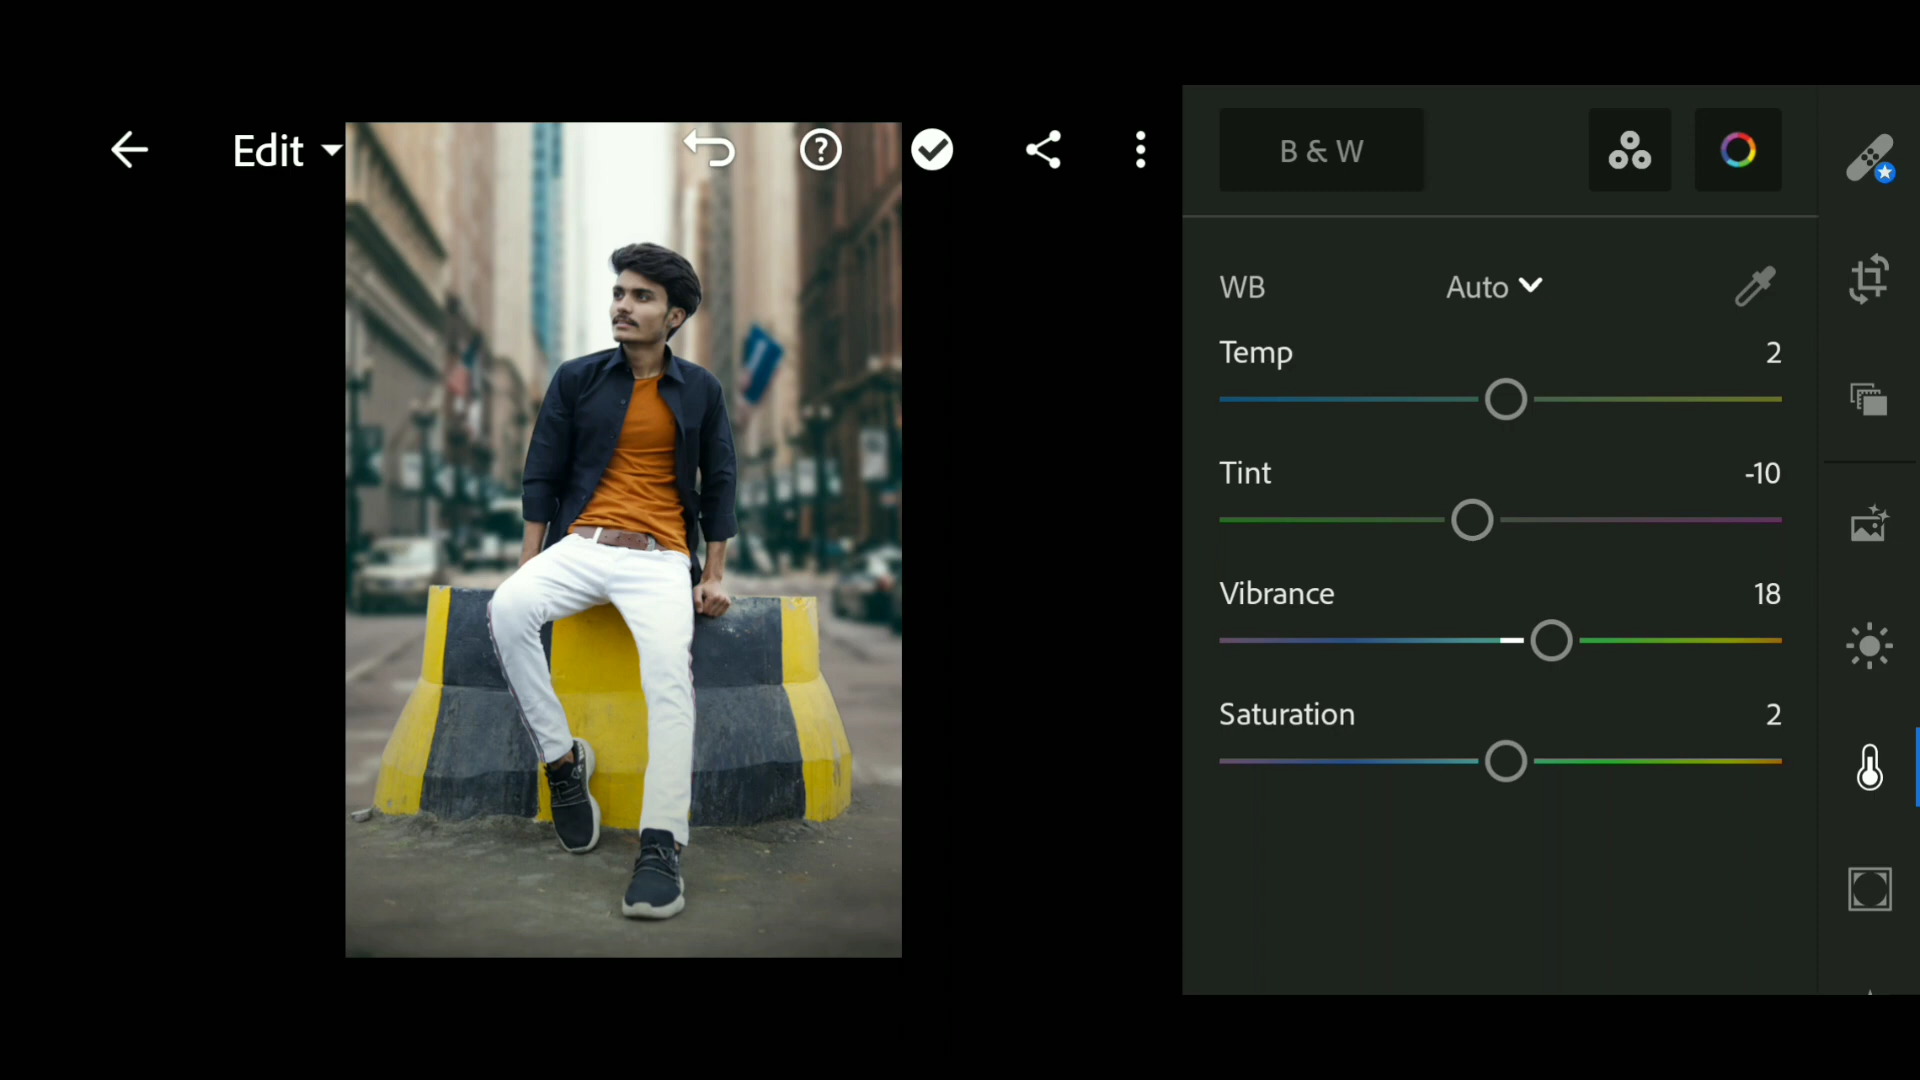 Edit
B & W
WB Auto
Temp 2
Tint -10
Vibrance 18
Saturation 2